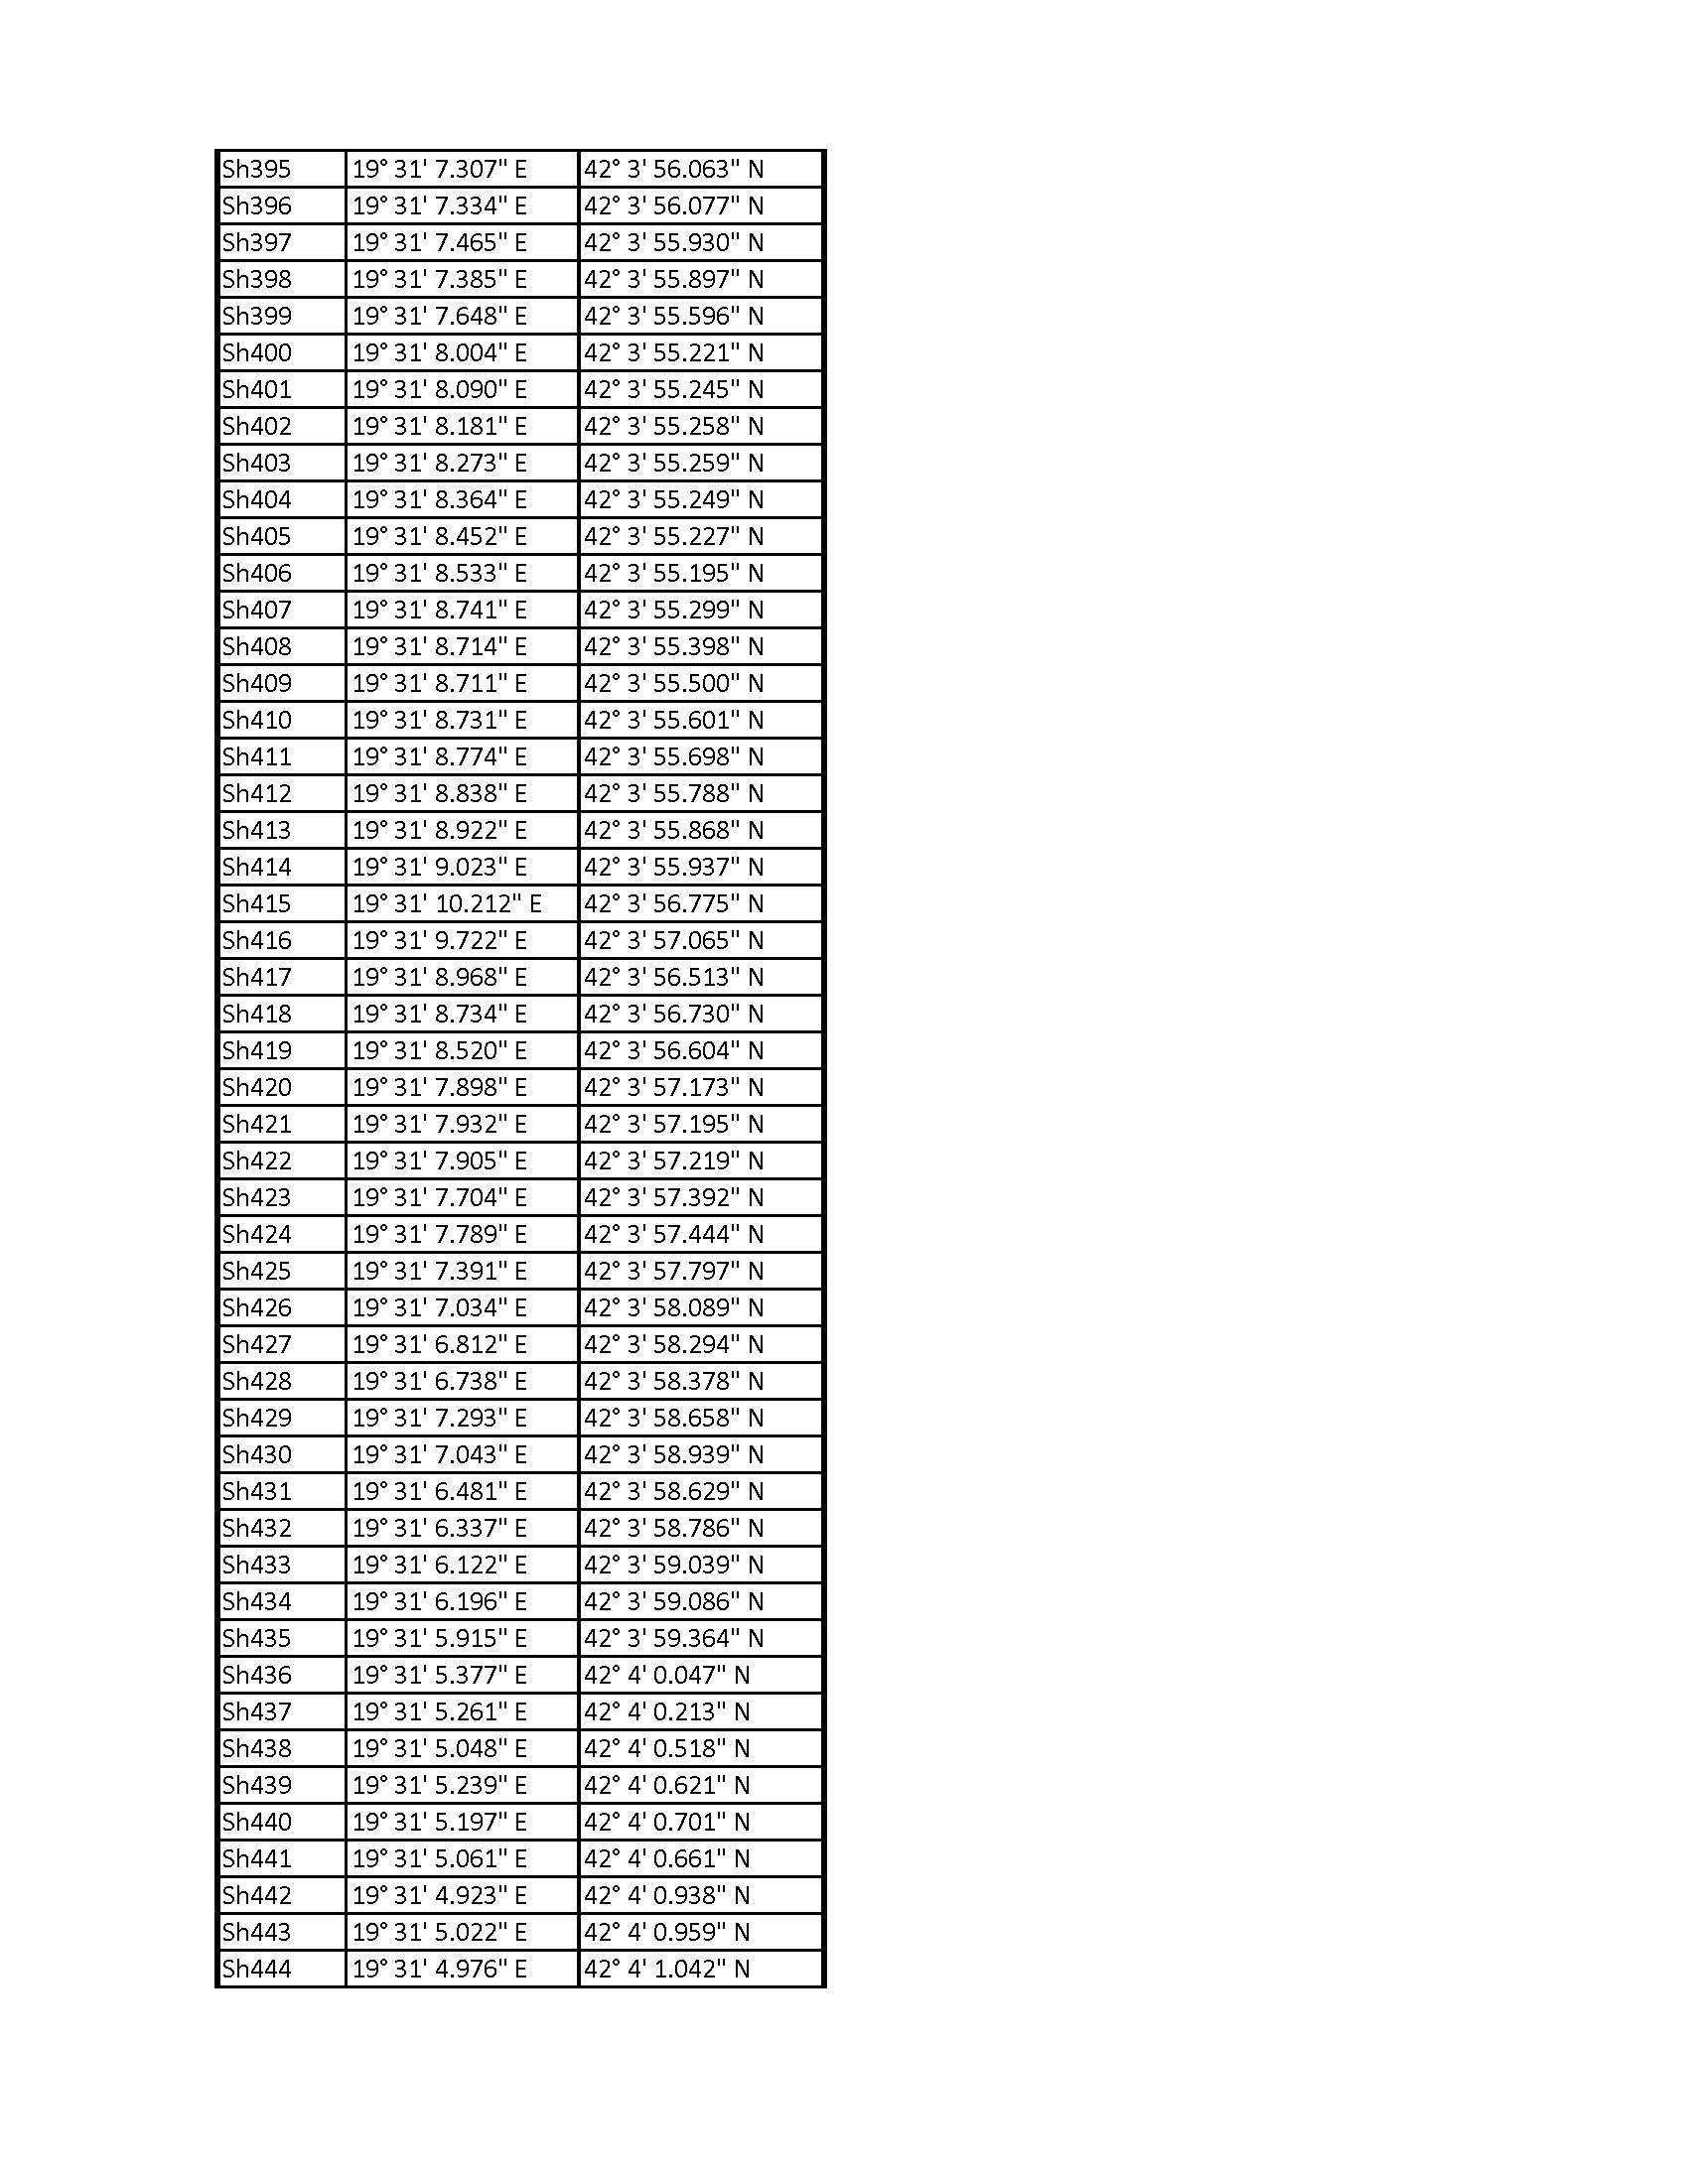 Sh395 19° 31' 7.307" E 42° 3' 56.063" N
Sh396 19° 31' 7.334" E 42° 3' 56.077" N
Sh397 19° 31' 7.465" E 42° 3' 55.930" N
Sh398 19° 31' 7.385" E 42° 3' 55.897" N
Sh399 19° 31' 7.648" E 42° 3' 55.596" N
Sh400 19° 31' 8.004" E 42° 3' 55.221" N
Sh401 19° 31' 8.090" E 42° 3' 55.245" N
Sh402 19° 31' 8.181" E 42° 3' 55.258" N
Sh403 19° 31' 8.273" E 42° 3' 55.259" N
Sh404 19° 31' 8.364" E 42° 3' 55.249" N
Sh405 19° 31' 8.452" E 42° 3' 55.227" N
Sh406 19° 31' 8.533" E 42° 3' 55.195" N
Sh407 19° 31' 8.741" E 42° 3' 55.299" N
Sh408 19° 31' 8.714" E 42° 3' 55.398" N
Sh409 19° 31' 8.711" E 42° 3' 55.500" N
Sh410 19° 31' 8.731" E 42° 3' 55.601" N
Sh411 19° 31' 8.774" E 42° 3' 55.698" N
Sh412 19° 31' 8.838" E 42° 3' 55.788" N
Sh413 19° 31' 8.922" E 42° 3' 55.868" N
Sh414 19° 31' 9.023" E 42° 3' 55.937" N
Sh415 19° 31' 10.212" E 42° 3' 56.775" N
Sh416 19° 31' 9.722" E 42° 3' 57.065" N
Sh417 19° 31' 8.968" E 42° 3' 56.513" N
Sh418 19° 31' 8.734" E 42° 3' 56.730" N
Sh419 19° 31' 8.520" E 42° 3' 56.604" N
Sh420 19° 31' 7.898" E 42° 3' 57.173" N
Sh421 19° 31' 7.932" E 42° 3' 57.195" N
Sh422 19° 31' 7.905" E 42° 3' 57.219" N
Sh423 19° 31' 7.704" E 42° 3' 57.392" N
Sh424 19° 31' 7.789" E 42° 3' 57.444" N
Sh425 19° 31' 7.391" E 42° 3' 57.797" N
Sh426 19° 31' 7.034" E 42° 3' 58.089" N
Sh427 19° 31' 6.812" E 42° 3' 58.294" N
Sh428 19° 31' 6.738" E 42° 3' 58.378" N
Sh429 19° 31' 7.293" E 42° 3' 58.658" N
Sh430 19° 31' 7.043" E 42° 3' 58.939" N
Sh431 19° 31' 6.481" E 42° 3' 58.629" N
Sh432 19° 31' 6.337" E 42° 3' 58.786" N
Sh433 19° 31' 6.122" E 42° 3' 59.039" N
Sh434 19° 31' 6.196" E 42° 3' 59.086" N
Sh435 19° 31' 5.915" E 42° 3' 59.364" N
Sh436 19° 31' 5.377" E 42° 4' 0.047" N
Sh437 19° 31' 5.261" E 42° 4' 0.213" N
Sh438 19° 31' 5.048" E 42° 4' 0.518" N
Sh439 19° 31' 5.239" E 42° 4' 0.621" N
Sh440 19° 31' 5.197" E 42° 4' 0.701" N
Sh441 19° 31' 5.061" E 42° 4' 0.661" N
Sh442 19° 31' 4.923" E 42° 4' 0.938" N
Sh443 19° 31' 5.022" E 42° 4' 0.959" N
Sh444 19° 31' 4.976" E 42° 4' 1.042" N